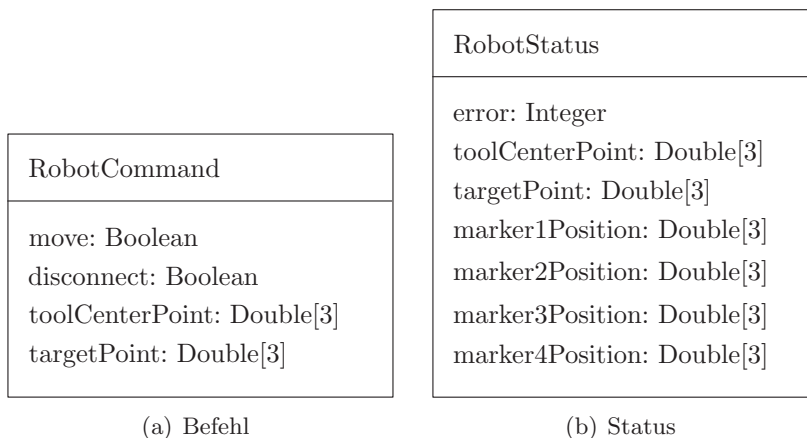 RobotCommand
move: Boolean
disconnect: Boolean
toolCenterPoint: Double[3]
targetPoint: Double[3]
(a) Befehl
RobotStatus
error: Integer
toolCenterPoint: Double[3]
targetPoint: Double[3]
marker1Position: Double[3]
marker2Position: Double[3]
marker3Position: Double[3]
marker4Position: Double[3]
(b) Status